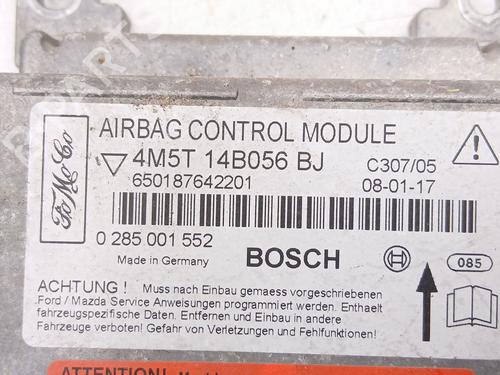 AIRBAG CONTROL MODULE
4M5T 14B056 BJ
C307/05
650187642201
08-01-17
FoMoCo
0 285 001 552
BOSCH
085
Made in Germany
ACHTUNG ! Muss nach Einbau gemaess vorgeschriebenen
.Ford / Mazda Service Anweisungen programmiert werden. Enthaelt
fahrzeugspezifische Daten. Entfernen und Einbau in andere
Fahrzeuge verboten! Gefahr von Verletzungen und Fehlfunktionen!
ATTENTION!